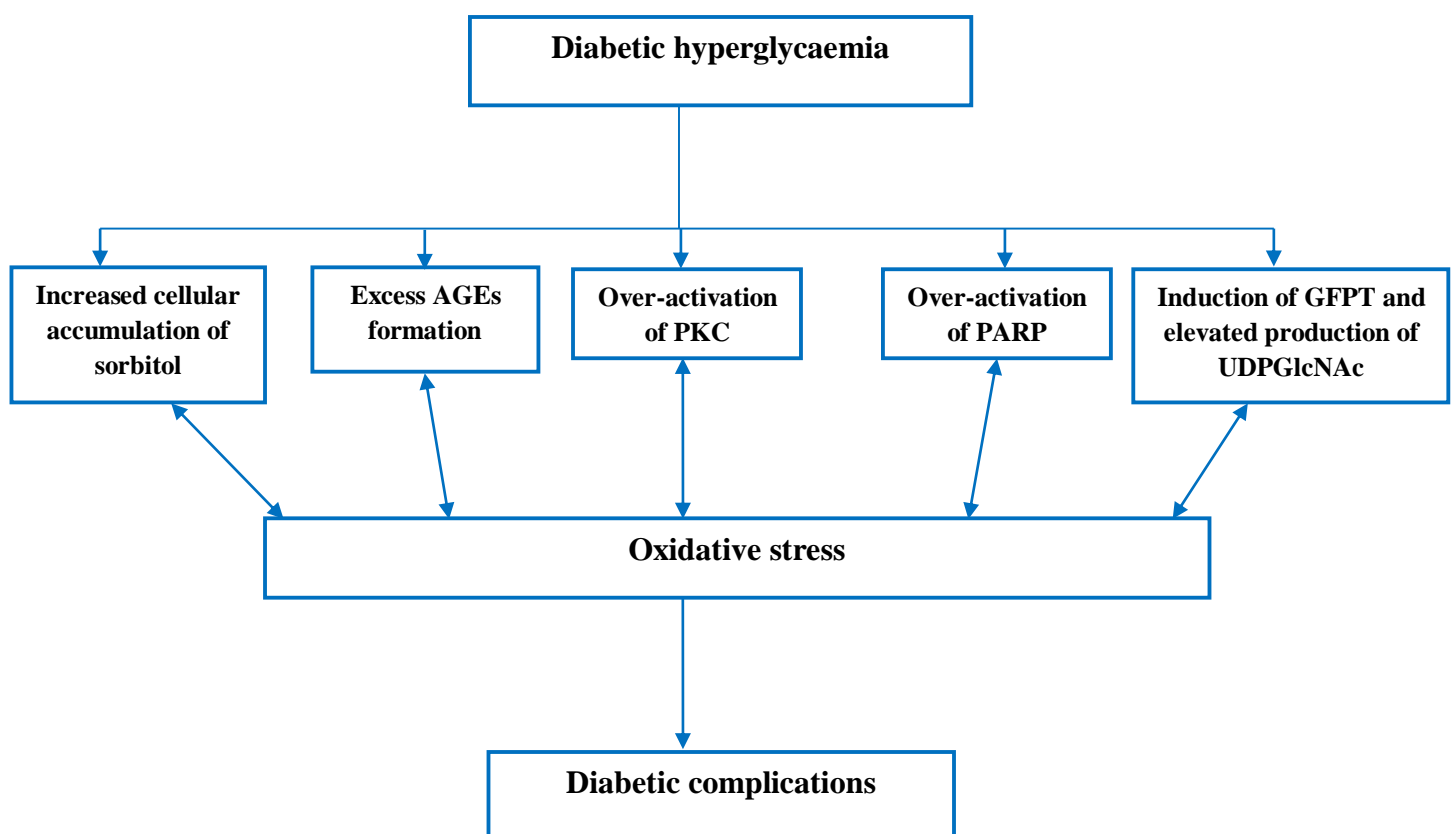 Diabetic hyperglycaemia
Increased cellular
accumulation of
sorbitol
Excess AGEs
formation
Over-activation
of PKC
Over-activation
of PARP
Induction of GFPT and
elevated production of
UDPGlcNAc
Oxidative stress
Diabetic complications